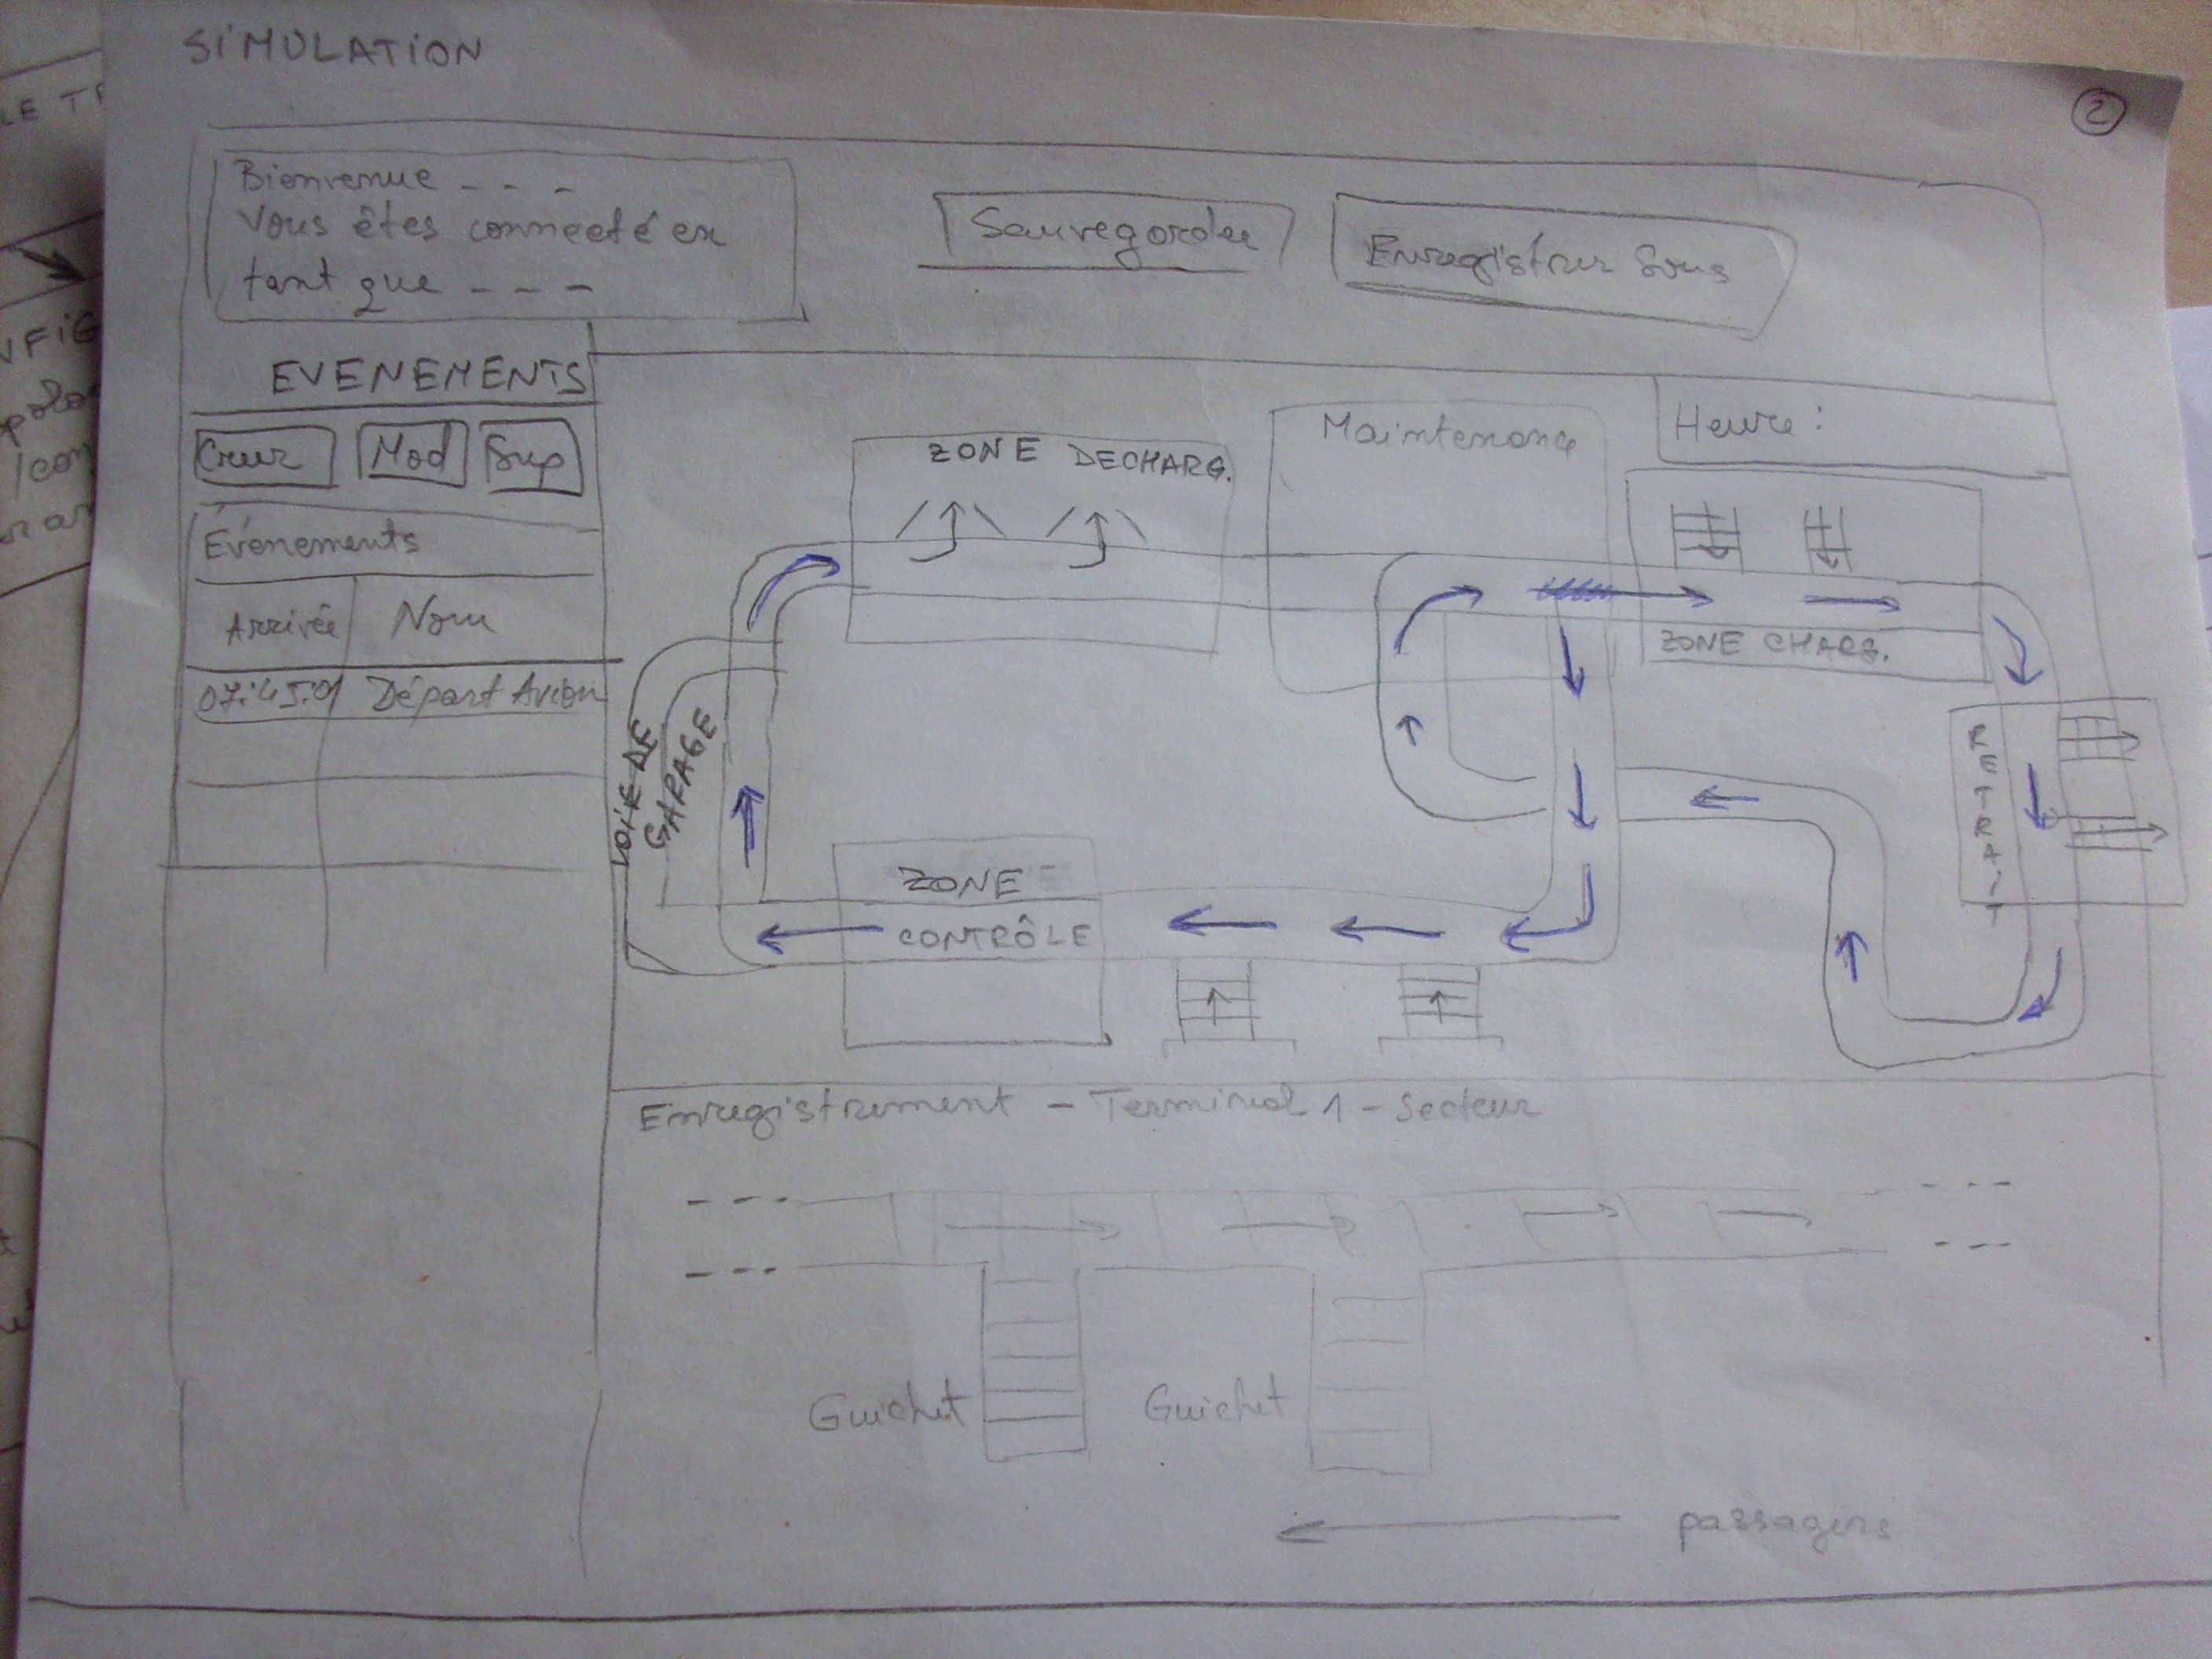 SIMULATION
2
Bienvenue - - -
Vous êtes connecté en
tant que - - -
Sauvegarder
Enregistrer Sous
EVENEMENTS
Creer
Mod
Sup
Evénements
Arrivée
Nom
07:45:01
Départ Avion
Heure :
ZONE DECHARG.
Maintenance
ZONE CHARG.
VOIE DE
GARAGE
RETRAIT
ZONE
CONTRÔLE
Enregistrement - Terminal 1 - Secteur
Guichet
Guichet
passagers
LE